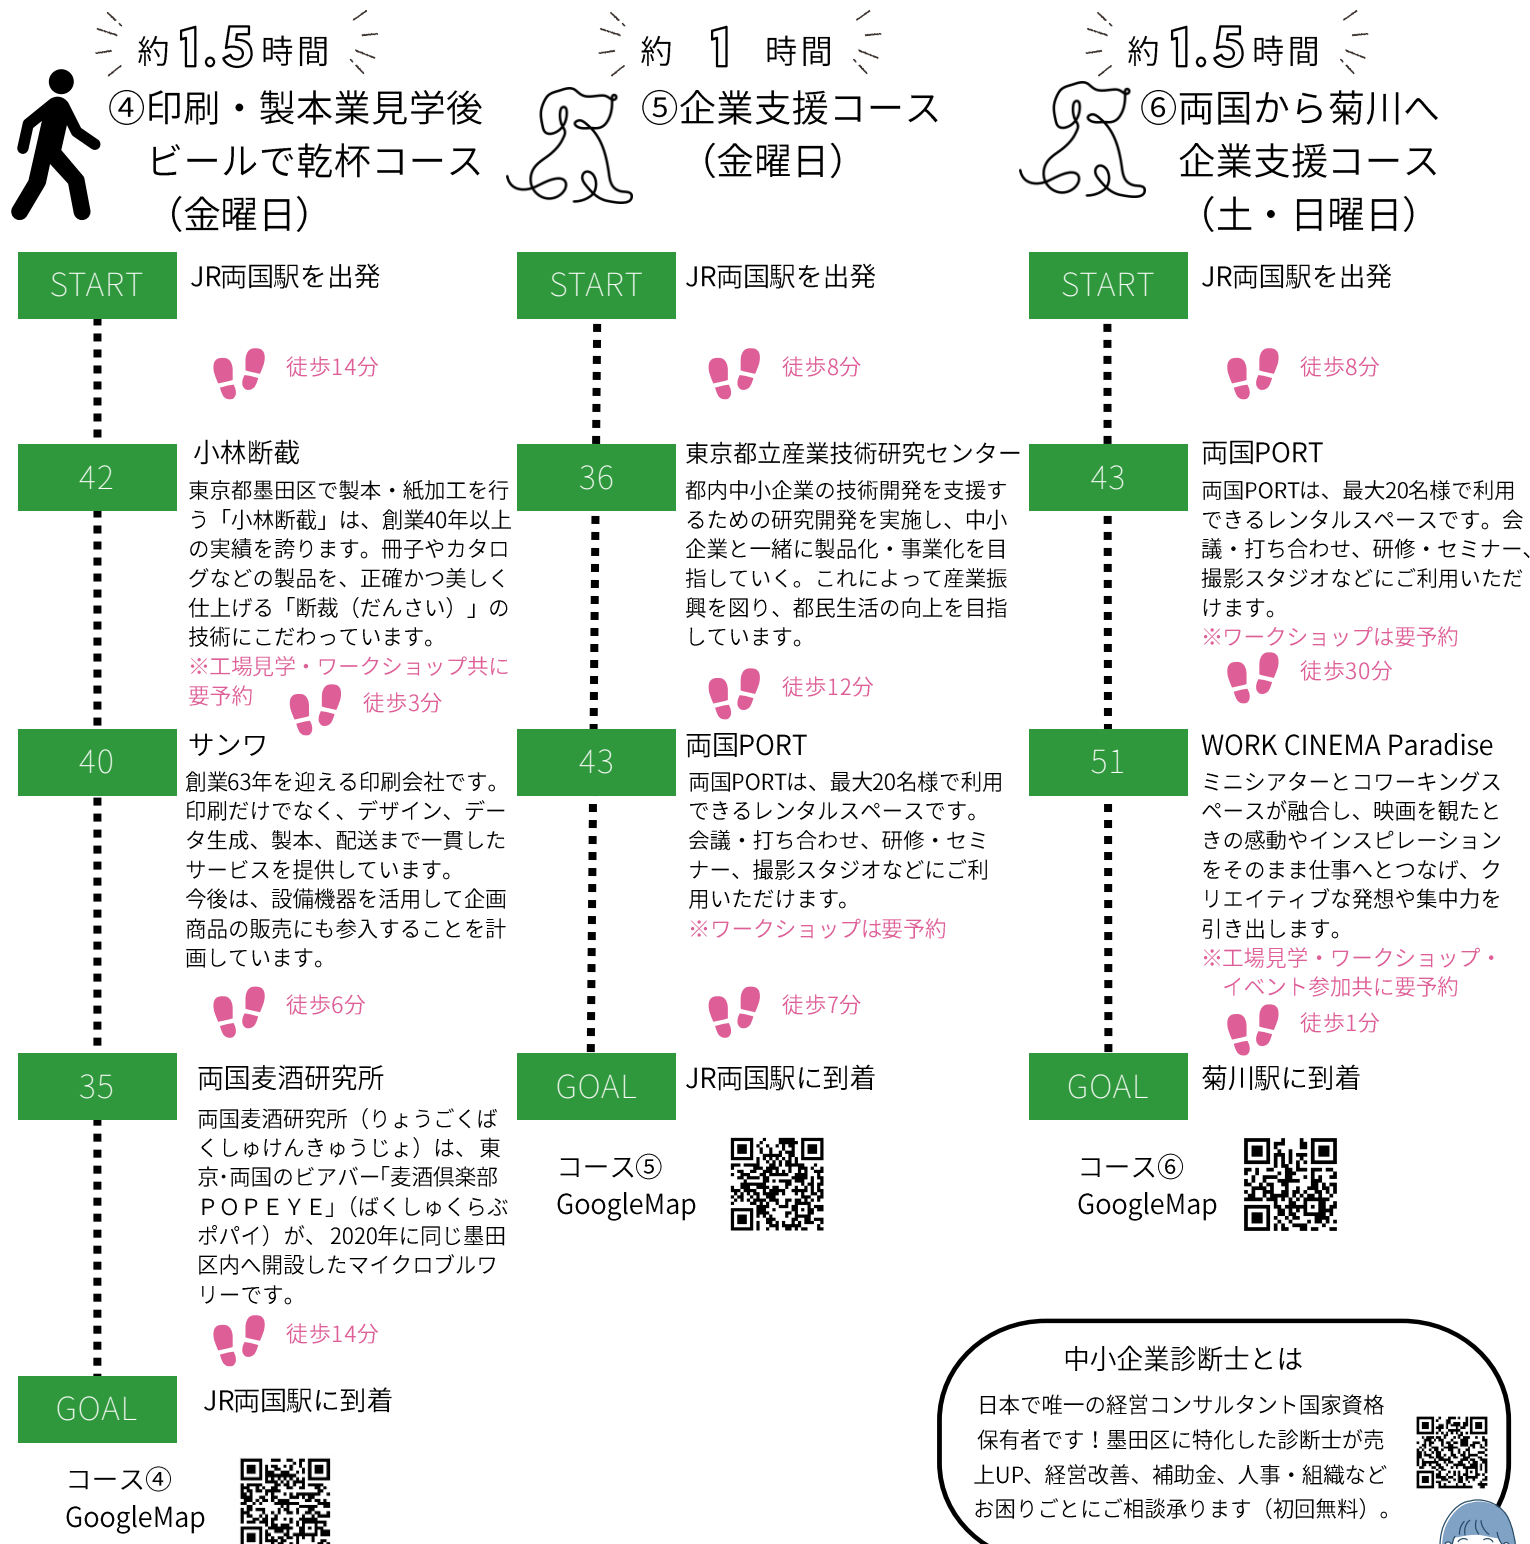 約1.5時間
④印刷・製本業見学後
ビールで乾杯コース
（金曜日）
START
JR両国駅を出発
徒歩14分
42
小林断截
東京都墨田区で製本・紙加工を行
う「小林断截」は、創業40年以上
の実績を誇ります。冊子やカタロ
グなどの製品を、正確かつ美しく
仕上げる「断裁（だんさい）」の
技術にこだわっています。
※工場見学・ワークショップ共に
要予約
徒歩3分
40
サンワ
創業63年を迎える印刷会社です。
印刷だけでなく、デザイン、デー
タ生成、製本、配送まで一貫した
サービスを提供しています。
今後は、設備機器を活用して企画
商品の販売にも参入することを計
画しています。
徒歩6分
35
両国麦酒研究所
両国麦酒研究所（りょうごくば
くしゅけんきゅうじょ）は、 東
京･両国のビアバー｢麦酒倶楽部
ＰＯＰＥＹＥ」（ばくしゅくらぶ
ポパイ）が、 2020年に同じ墨田
区内へ開設したマイクロブルワ
リーです。
徒歩14分
GOAL
JR両国駅に到着
コース④
GoogleMap
約 1 時間
⑤企業支援コース
（金曜日）
START
JR両国駅を出発
徒歩8分
36
東京都立産業技術研究センター
都内中小企業の技術開発を支援す
るための研究開発を実施し、中小
企業と一緒に製品化・事業化を目
指していく。これによって産業振
興を図り、都民生活の向上を目指
しています。
徒歩12分
43
両国PORT
両国PORTは、最大20名様で利用
できるレンタルスペースです。
会議・打ち合わせ、研修・セミ
ナー、撮影スタジオなどにご利
用いただけます。
※ワークショップは要予約
徒歩7分
GOAL
JR両国駅に到着
コース⑤
GoogleMap
約1.5時間
⑥両国から菊川へ
企業支援コース
（土・日曜日）
START
JR両国駅を出発
徒歩8分
43
両国PORT
両国PORTは、最大20名様で利用
できるレンタルスペースです。会
議・打ち合わせ、研修・セミナー、
撮影スタジオなどにご利用いただ
けます。
※ワークショップは要予約
徒歩30分
51
WORK CINEMA Paradise
ミニシアターとコワーキングス
ペースが融合し、映画を観たと
きの感動やインスピレーション
をそのまま仕事へとつなげ、ク
リエイティブな発想や集中力を
引き出します。
※工場見学・ワークショップ・
イベント参加共に要予約
徒歩1分
GOAL
菊川駅に到着
コース⑥
GoogleMap
中小企業診断士とは
日本で唯一の経営コンサルタント国家資格
保有者です！墨田区に特化した診断士が売
上UP、経営改善、補助金、人事・組織など
お困りごとにご相談承ります（初回無料）。